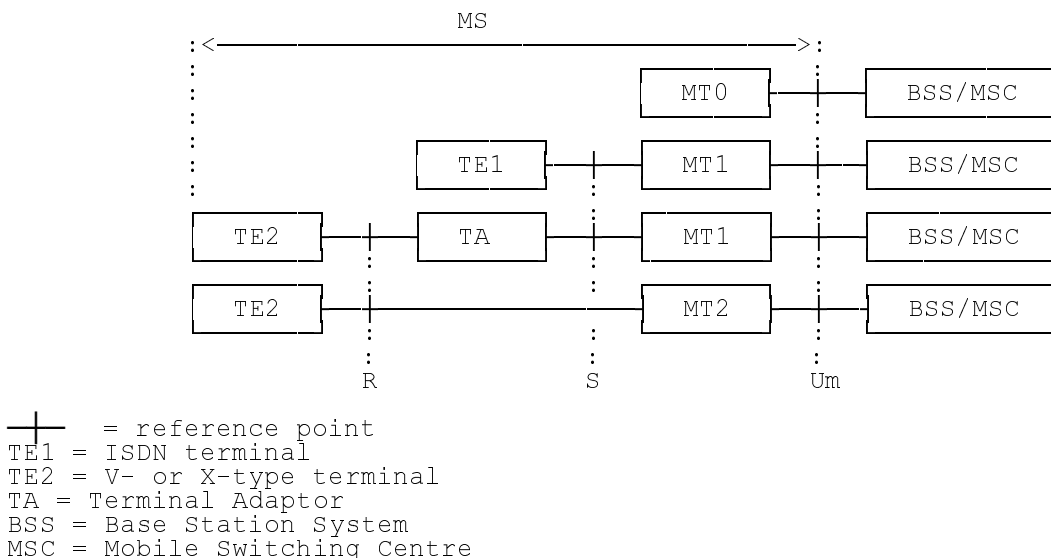 MS
MT0 BSS/MSC
TE1 MT1 BSS/MSC
TE2 TA MT1 BSS/MSC
TE2 MT2 BSS/MSC
R S Um
= reference point
TE1 = ISDN terminal
TE2 = V- or X-type terminal
TA = Terminal Adaptor
BSS = Base Station System
MSC = Mobile Switching Centre